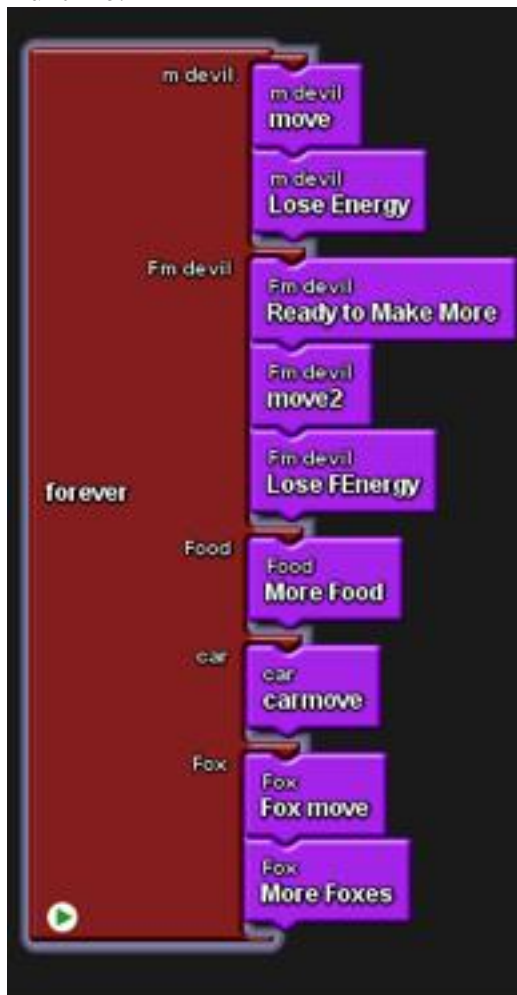 m devil
m devil
move
m devil
Lose Energy
Fm devil
Fm devil
Ready to Make More
Fm devil
move2
Fm devil
Lose FEnergy
forever
Food
Food
More Food
car
car
carmove
Fox
Fox
Fox move
Fox
More Foxes